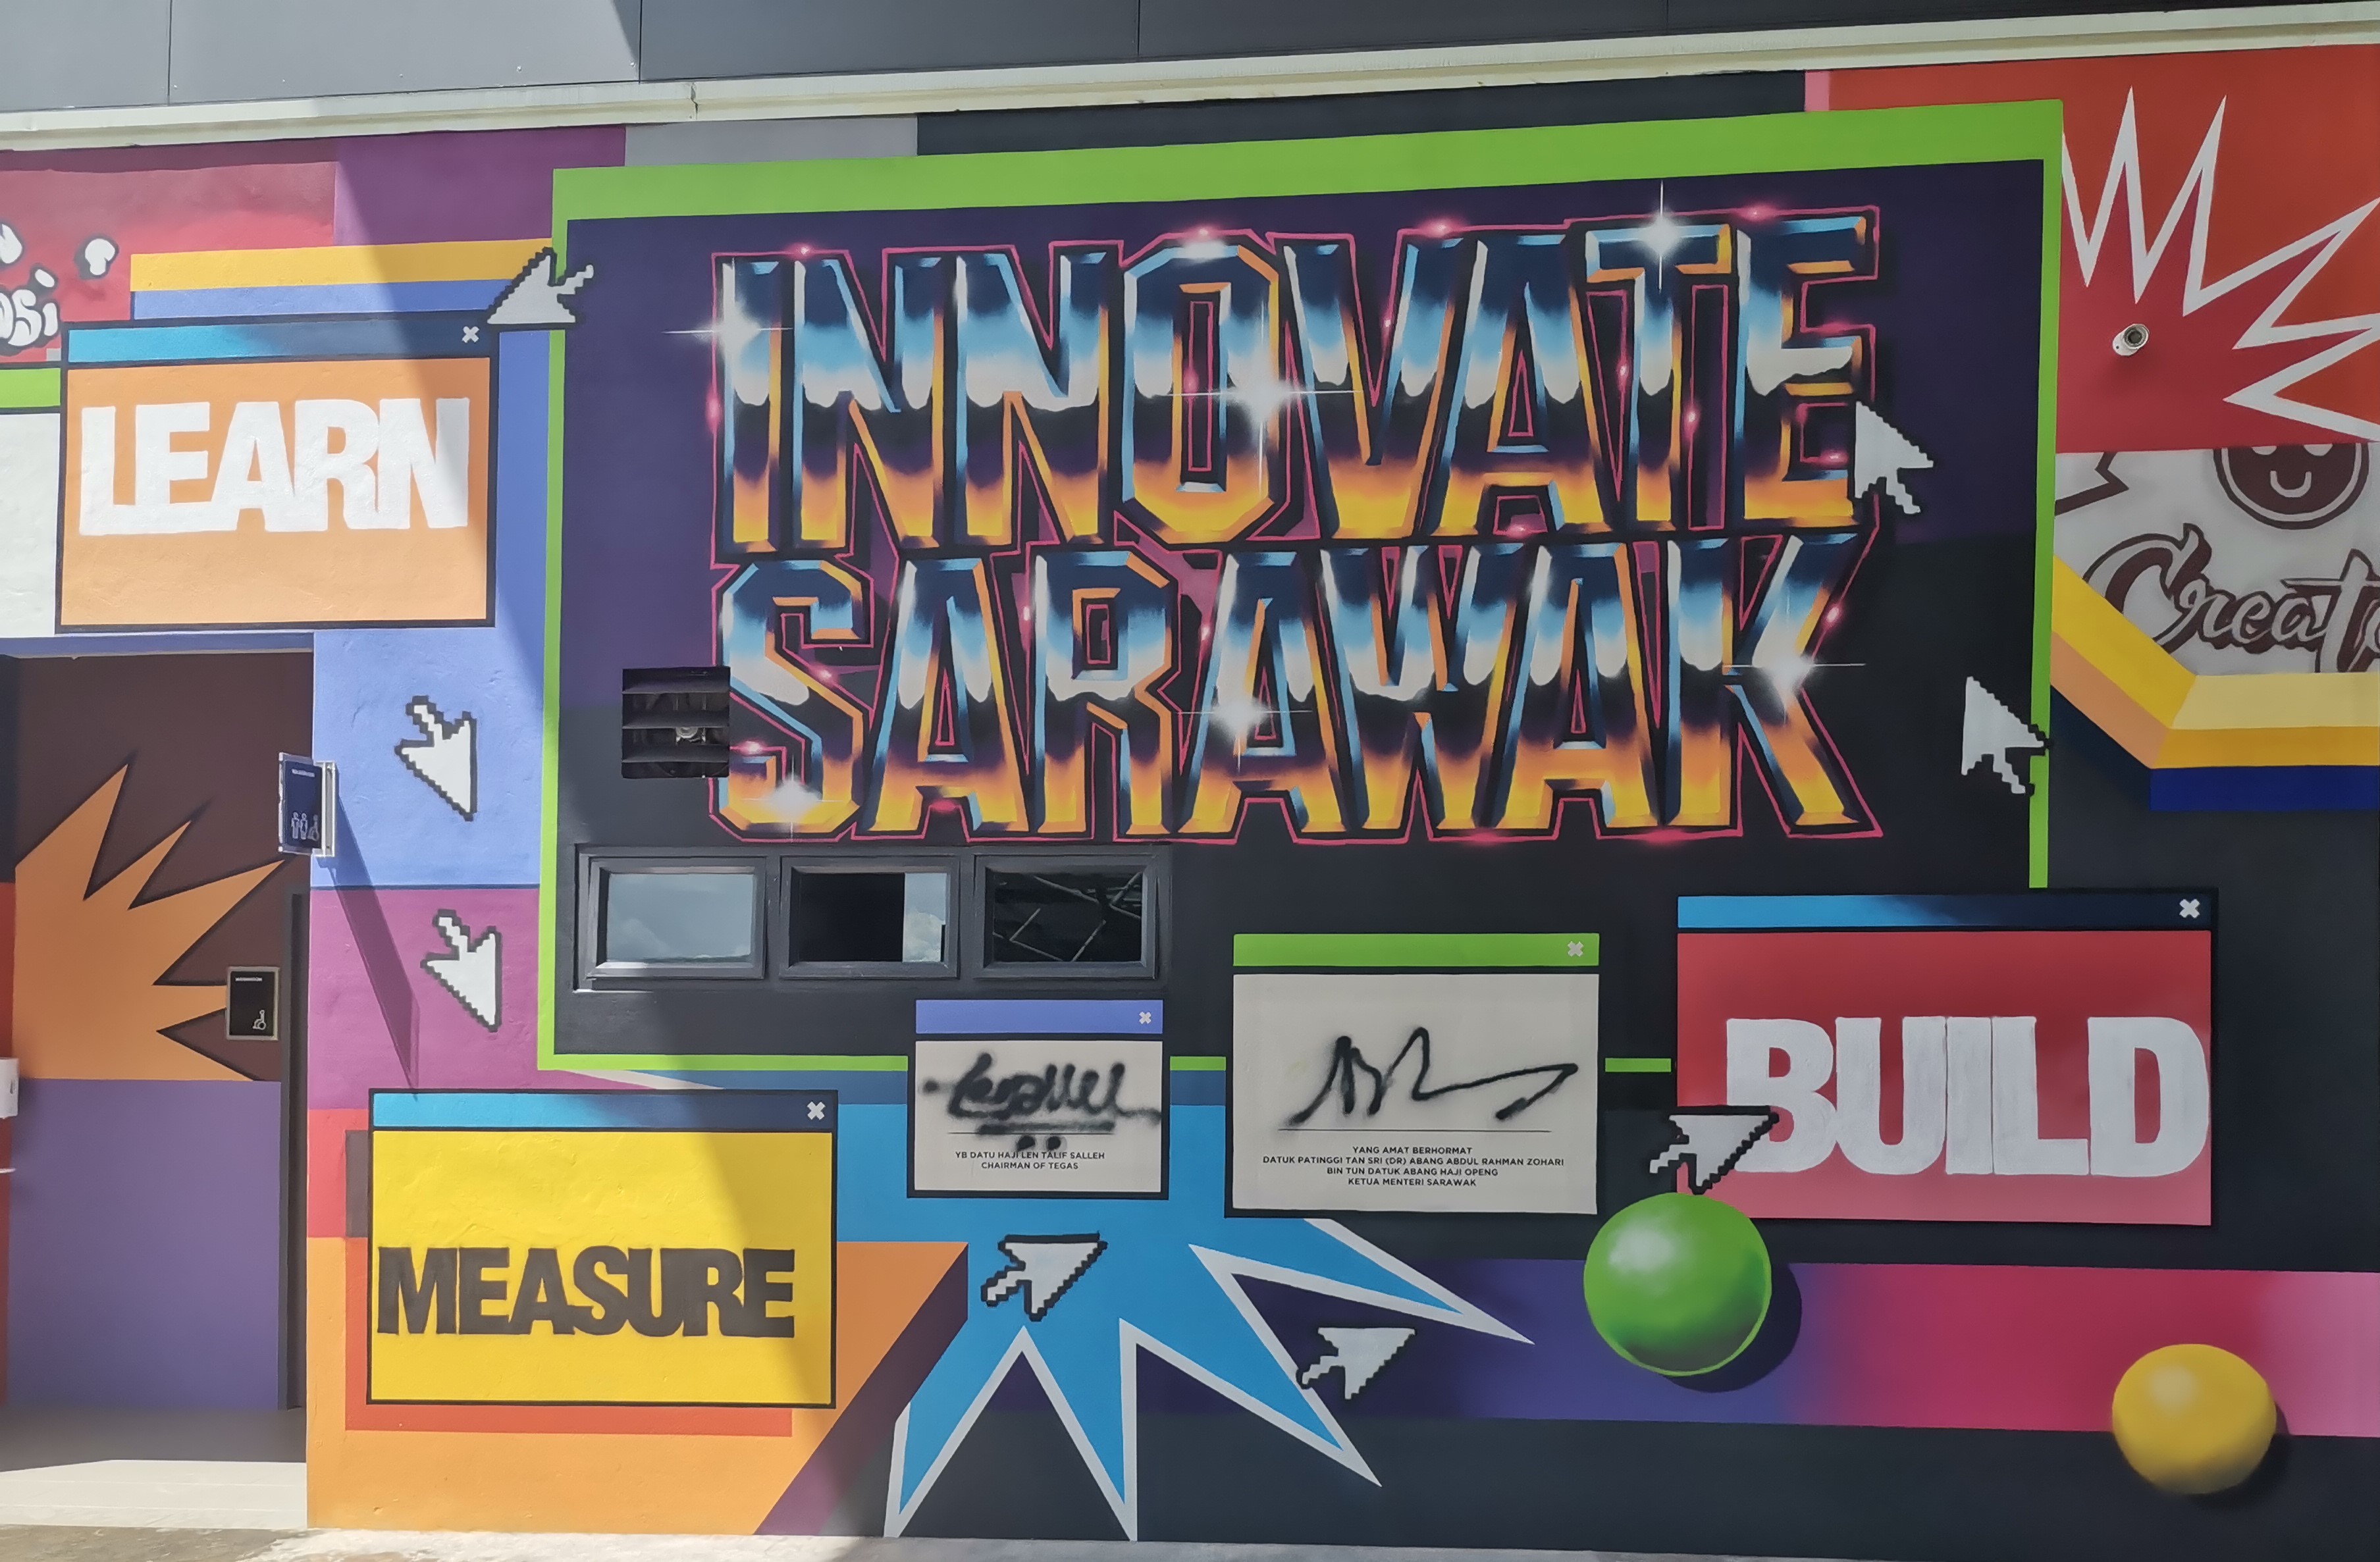 LEARN
INNOVATE
SARAWAK
Creat
BUILD
YB DATU HAJI LEN TALIF SALLEH
CHAIRMAN OF TEGAS
YANG AMAT BERHORMAT
DATUK PATINGGI TAN SRI (DR) ABANG ABDUL RAHMAN ZOHARI
BIN TUN DATUK ABANG HAJI OPENG
KETUA MENTERI SARAWAK
MEASURE